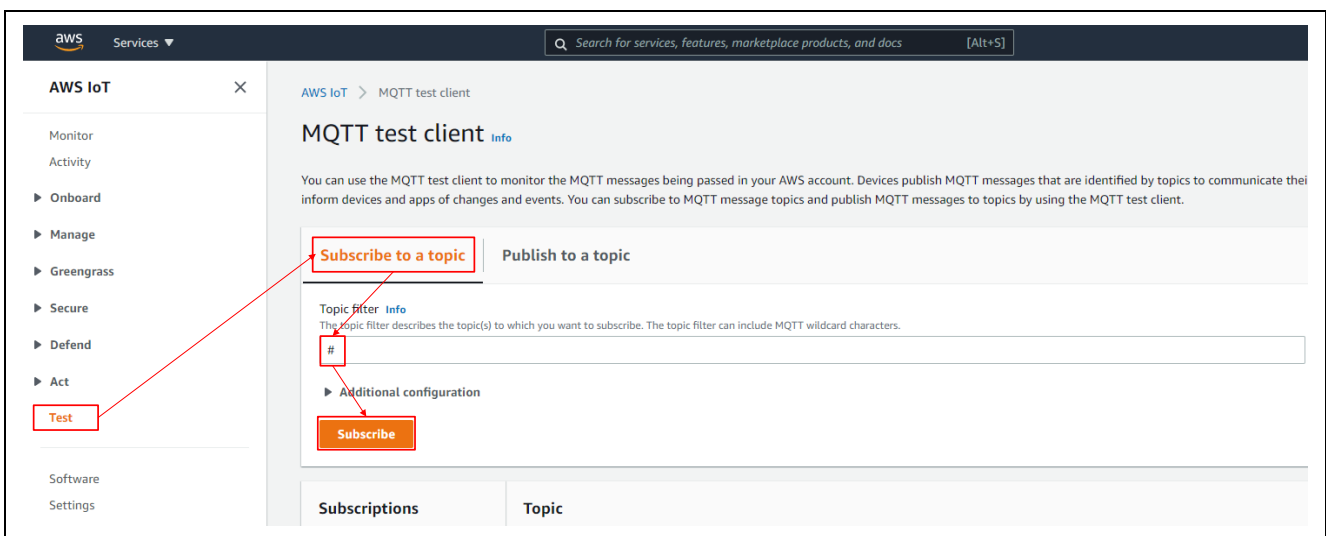 aws Services ▼ Search for services, features, marketplace products, and docs [Alt+S]
AWS IoT
Monitor
Activity
Onboard
Manage
Greengrass
Secure
Defend
Act
Test
Software
Settings
AWS IoT > MQTT test client
MQTT test client Info
You can use the MQTT test client to monitor the MQTT messages being passed in your AWS account. Devices publish MQTT messages that are identified by topics to communicate thei
inform devices and apps of changes and events. You can subscribe to MQTT message topics and publish MQTT messages to topics by using the MQTT test client.
Subscribe to a topic Publish to a topic
Topic filter Info
The topic filter describes the topic(s) to which you want to subscribe. The topic filter can include MQTT wildcard characters.
#
Additional configuration
Subscribe
Subscriptions Topic